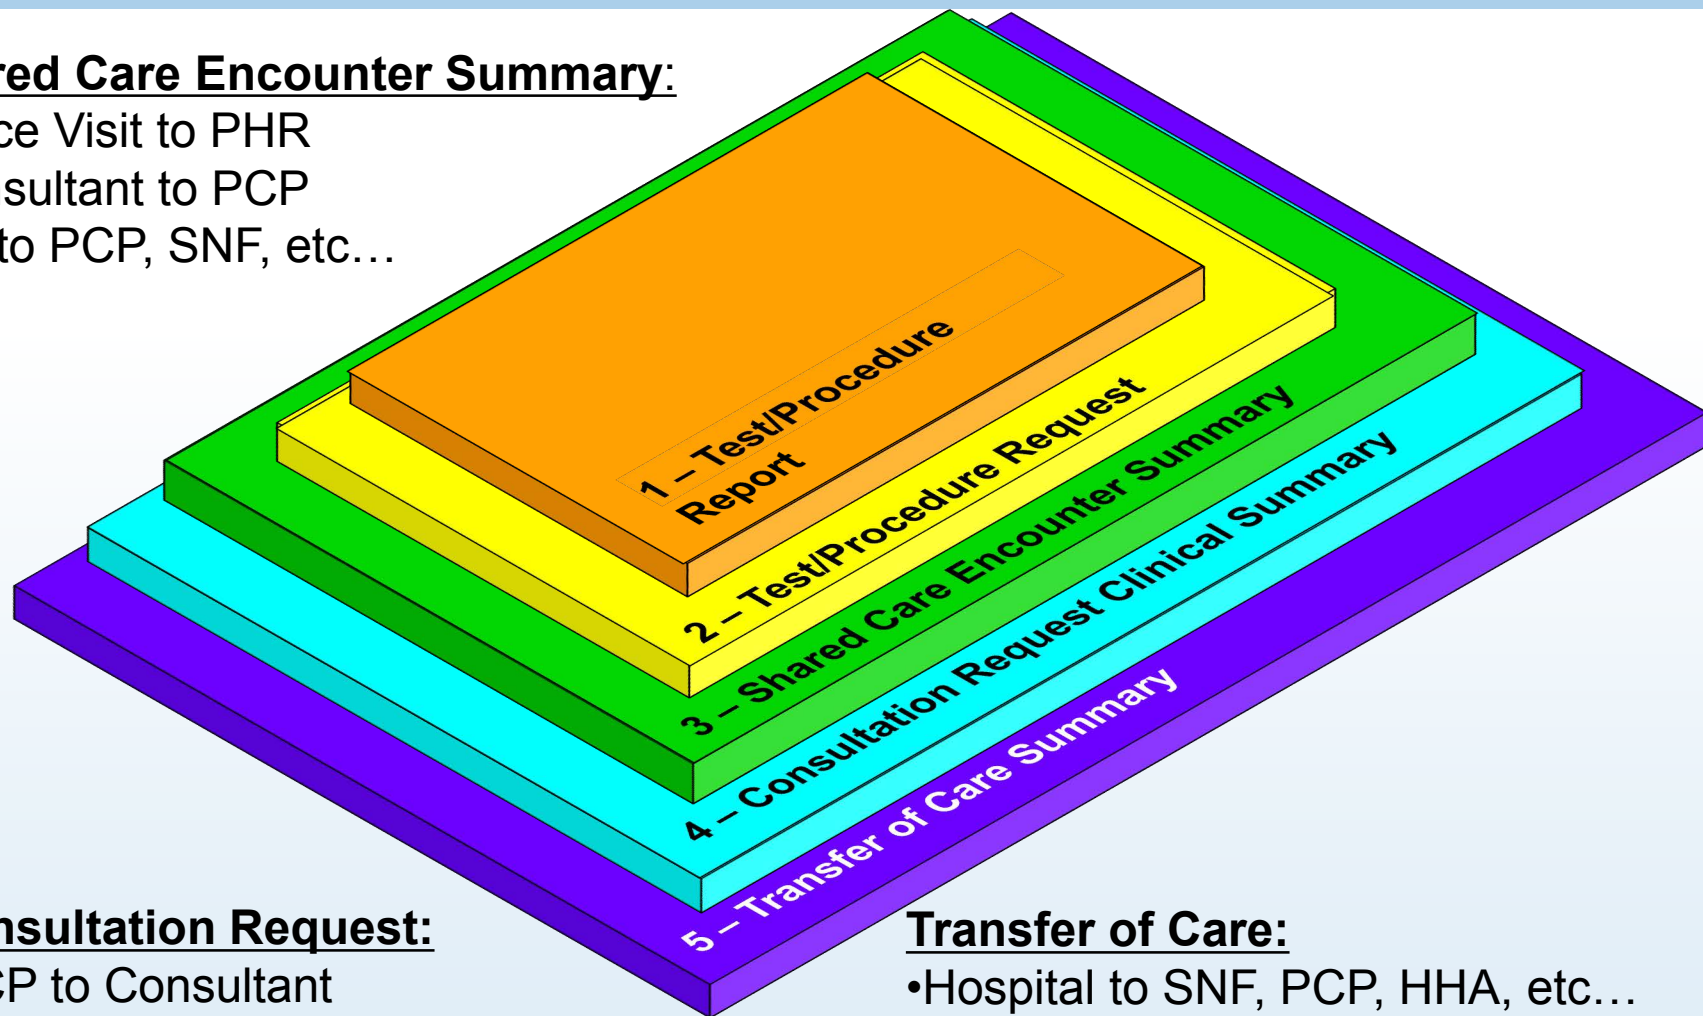 red Care Encounter Summary:
ce Visit to PHR
nsultant to PCP
to PCP, SNF, etc…
1 – Test/Procedure
Report
2 – Test/Procedure Request
3 – Shared Care Encounter Summary
4 – Consultation Request Clinical Summary
5 – Transfer of Care Summary
nsultation Request:
CP to Consultant
Transfer of Care:
•Hospital to SNF, PCP, HHA, etc…